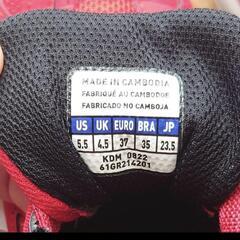 MADE IN CAMBODIA
FABRIQUÉ AU CAMBODGE
FABRICADO NO CAMBOJA
US UK EURO BRA JP
5.5 4.5 37 35 23.5
KDM 0822
61GR214201